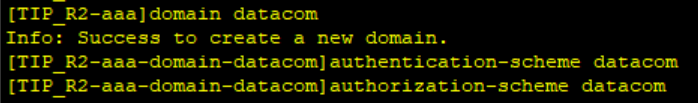 [TIP_R2-aaa]domain datacom
Info: Success to create a new domain.
[TIP_R2-aaa-domain-datacom]authentication-scheme datacom
[TIP_R2-aaa-domain-datacom]authorization-scheme datacom